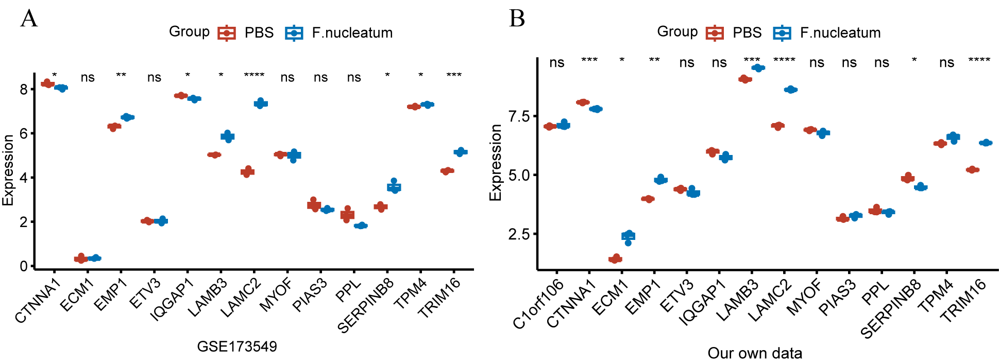 A
Group PBS F.nucleatum
* ns ** ns * * **** ns ns ns * * ***
Expression
8
6
4
2
0
CTNNA1 ECM1 EMP1 ETV3 IQGAP1 LAMB3 LAMC2 MYOF PIAS3 PPL SERPINB8 TPM4 TRIM16
GSE173549
B
Group PBS F.nucleatum
ns *** * ** ns ns *** **** ns ns ns * ns ****
Expression
7.5
5.0
2.5
C1orf106 CTNNA1 ECM1 EMP1 ETV3 IQGAP1 LAMB3 LAMC2 MYOF PIAS3 PPL SERPINB8 TPM4 TRIM16
Our own data